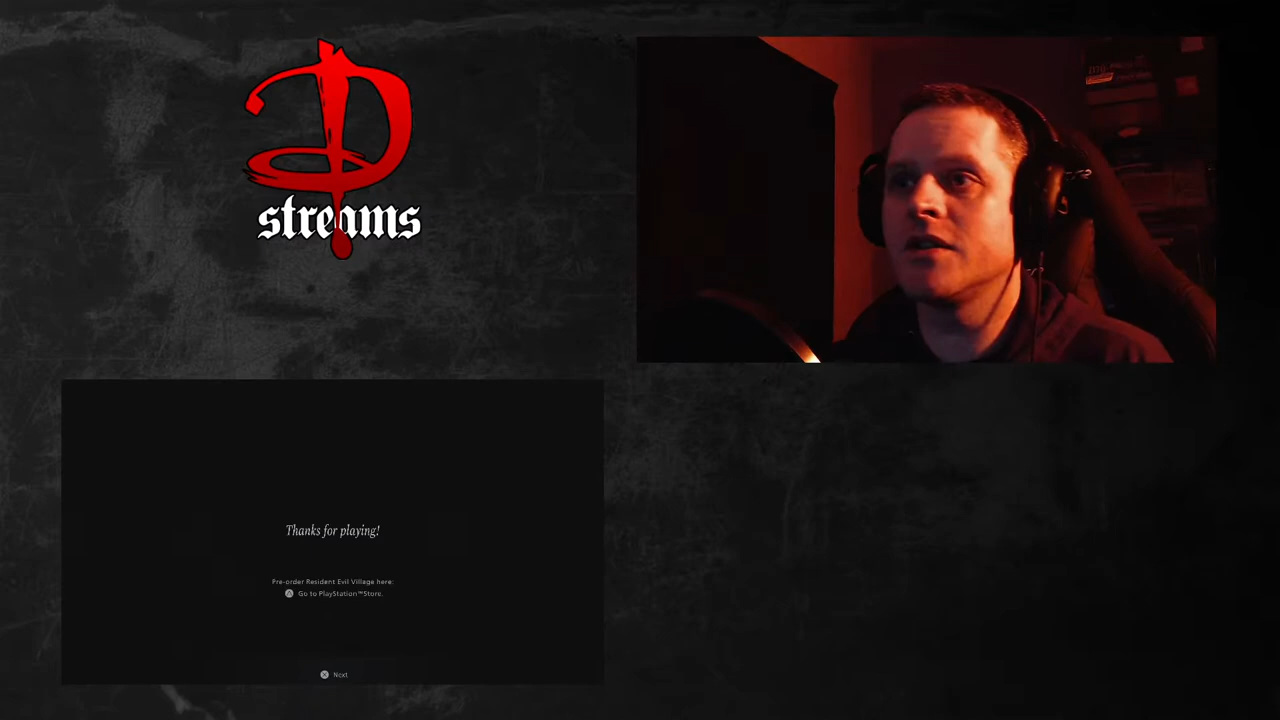 D
streams
Thanks for playing!
Pre-order Resident Evil Village here:
Go to PlayStation™Store.
Next